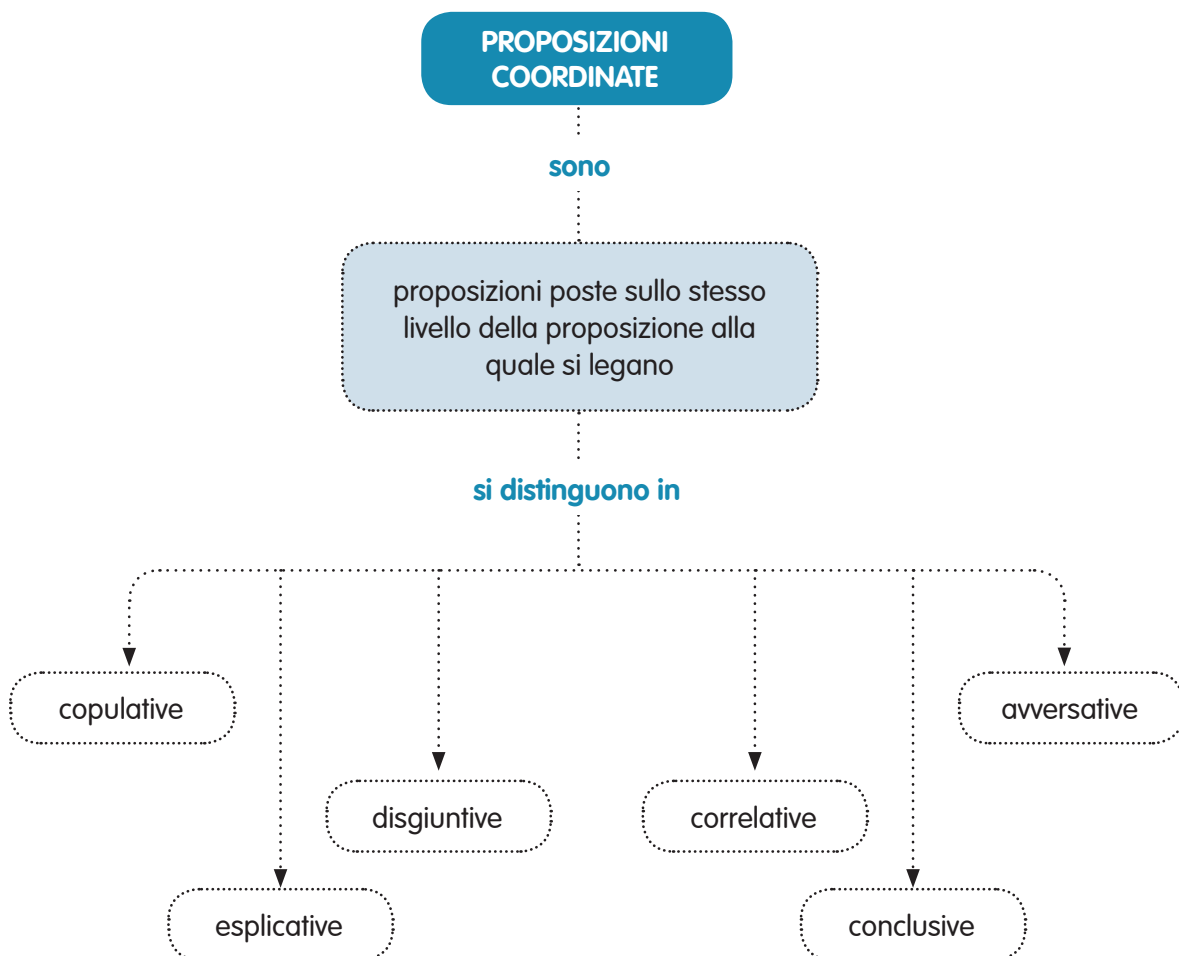 PROPOSIZIONI
COORDINATE
sono
proposizioni poste sullo stesso
livello della proposizione alla
quale si legano
si distinguono in
copulative
avversative
disgiuntive
correlative
esplicative
conclusive